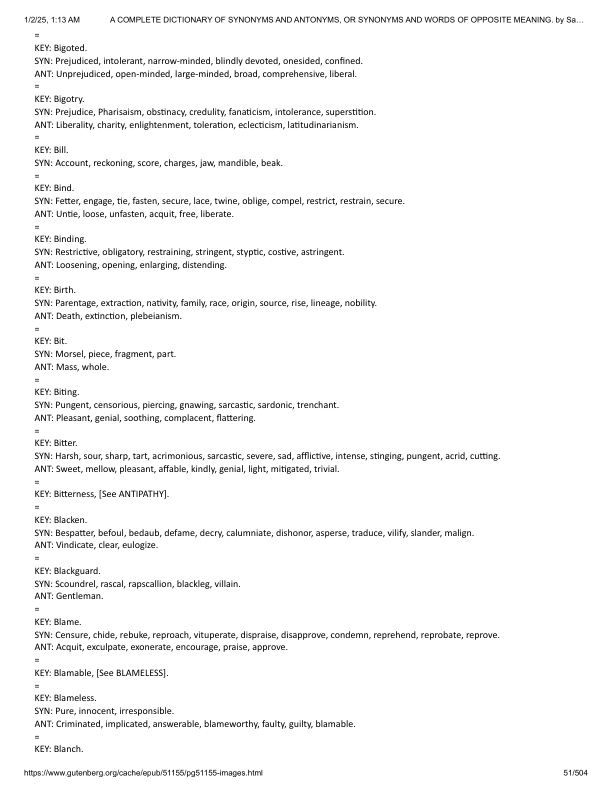 1/2/25, 1:13 AM A COMPLETE DICTIONARY OF SYNONYMS AND ANTONYMS, OR SYNONYMS AND WORDS OF OPPOSITE MEANING. by Sa…
=
KEY: Bigoted.
SYN: Prejudiced, intolerant, narrow-minded, blindly devoted, onesided, confined.
ANT: Unprejudiced, open-minded, large-minded, broad, comprehensive, liberal.
=
KEY: Bigotry.
SYN: Prejudice, Pharisaism, obstinacy, credulity, fanaticism, intolerance, superstition.
ANT: Liberality, charity, enlightenment, toleration, eclecticism, latitudinarianism.
=
KEY: Bill.
SYN: Account, reckoning, score, charges, jaw, mandible, beak.
=
KEY: Bind.
SYN: Fetter, engage, tie, fasten, secure, lace, twine, oblige, compel, restrict, restrain, secure.
ANT: Untie, loose, unfasten, acquit, free, liberate.
=
KEY: Binding.
SYN: Restrictive, obligatory, restraining, stringent, styptic, costive, astringent.
ANT: Loosening, opening, enlarging, distending.
=
KEY: Birth.
SYN: Parentage, extraction, nativity, family, race, origin, source, rise, lineage, nobility.
ANT: Death, extinction, plebeianism.
=
KEY: Bit.
SYN: Morsel, piece, fragment, part.
ANT: Mass, whole.
=
KEY: Biting.
SYN: Pungent, censorious, piercing, gnawing, sarcastic, sardonic, trenchant.
ANT: Pleasant, genial, soothing, complacent, flattering.
=
KEY: Bitter.
SYN: Harsh, sour, sharp, tart, acrimonious, sarcastic, severe, sad, afflictive, intense, stinging, pungent, acrid, cutting.
ANT: Sweet, mellow, pleasant, affable, kindly, genial, light, mitigated, trivial.
=
KEY: Bitterness, [See ANTIPATHY].
=
KEY: Blacken.
SYN: Bespatter, befoul, bedaub, defame, decry, calumniate, dishonor, asperse, traduce, vilify, slander, malign.
ANT: Vindicate, clear, eulogize.
=
KEY: Blackguard.
SYN: Scoundrel, rascal, rapscallion, blackleg, villain.
ANT: Gentleman.
=
KEY: Blame.
SYN: Censure, chide, rebuke, reproach, vituperate, dispraise, disapprove, condemn, reprehend, reprobate, reprove.
ANT: Acquit, exculpate, exonerate, encourage, praise, approve.
=
KEY: Blamable, [See BLAMELESS].
=
KEY: Blameless.
SYN: Pure, innocent, irresponsible.
ANT: Criminated, implicated, answerable, blameworthy, faulty, guilty, blamable.
=
KEY: Blanch.
https://www.gutenberg.org/cache/epub/51155/pg51155-images.html 51/504